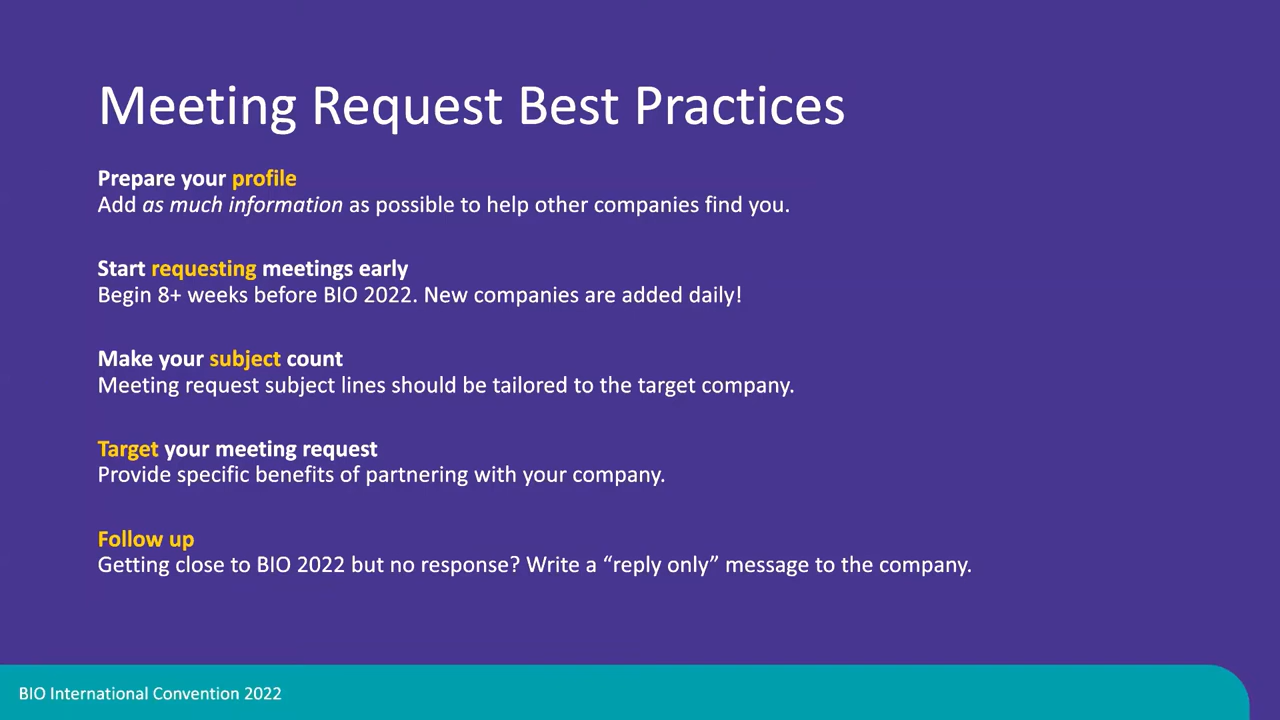 Meeting Request Best Practices
Prepare your profile
Add as much information as possible to help other companies find you.
Start requesting meetings early
Begin 8+ weeks before BIO 2022. New companies are added daily!
Make your subject count
Meeting request subject lines should be tailored to the target company.
Target your meeting request
Provide specific benefits of partnering with your company.
Follow up
Getting close to BIO 2022 but no response? Write a “reply only” message to the company.
BIO International Convention 2022